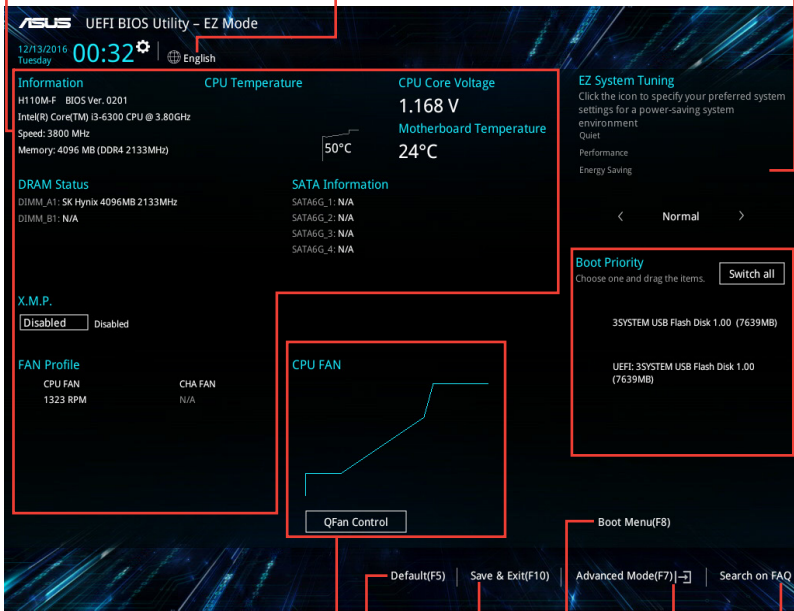 ASUS UEFI BIOS Utility – EZ Mode
12/13/2016
Tuesday
00:32
English
Information
H110M-F BIOS Ver. 0201
Intel(R) Core(TM) i3-6300 CPU @ 3.80GHz
Speed: 3800 MHz
Memory: 4096 MB (DDR4 2133MHz)
CPU Temperature
50°C
CPU Core Voltage
1.168 V
Motherboard Temperature
24°C
EZ System Tuning
Click the icon to specify your preferred system
settings for a power-saving system
environment
Quiet
Performance
Energy Saving
< Normal >
DRAM Status
DIMM_A1: SK Hynix 4096MB 2133MHz
DIMM_B1: N/A
SATA Information
SATA6G_1: N/A
SATA6G_2: N/A
SATA6G_3: N/A
SATA6G_4: N/A
Boot Priority
Choose one and drag the items.
Switch all
3SYSTEM USB Flash Disk 1.00 (7639MB)
UEFI: 3SYSTEM USB Flash Disk 1.00
(7639MB)
X.M.P.
Disabled Disabled
FAN Profile
CPU FAN
1323 RPM
CHA FAN
N/A
CPU FAN
QFan Control
Boot Menu(F8)
Default(F5)
Save & Exit(F10)
Advanced Mode(F7)
Search on FAQ